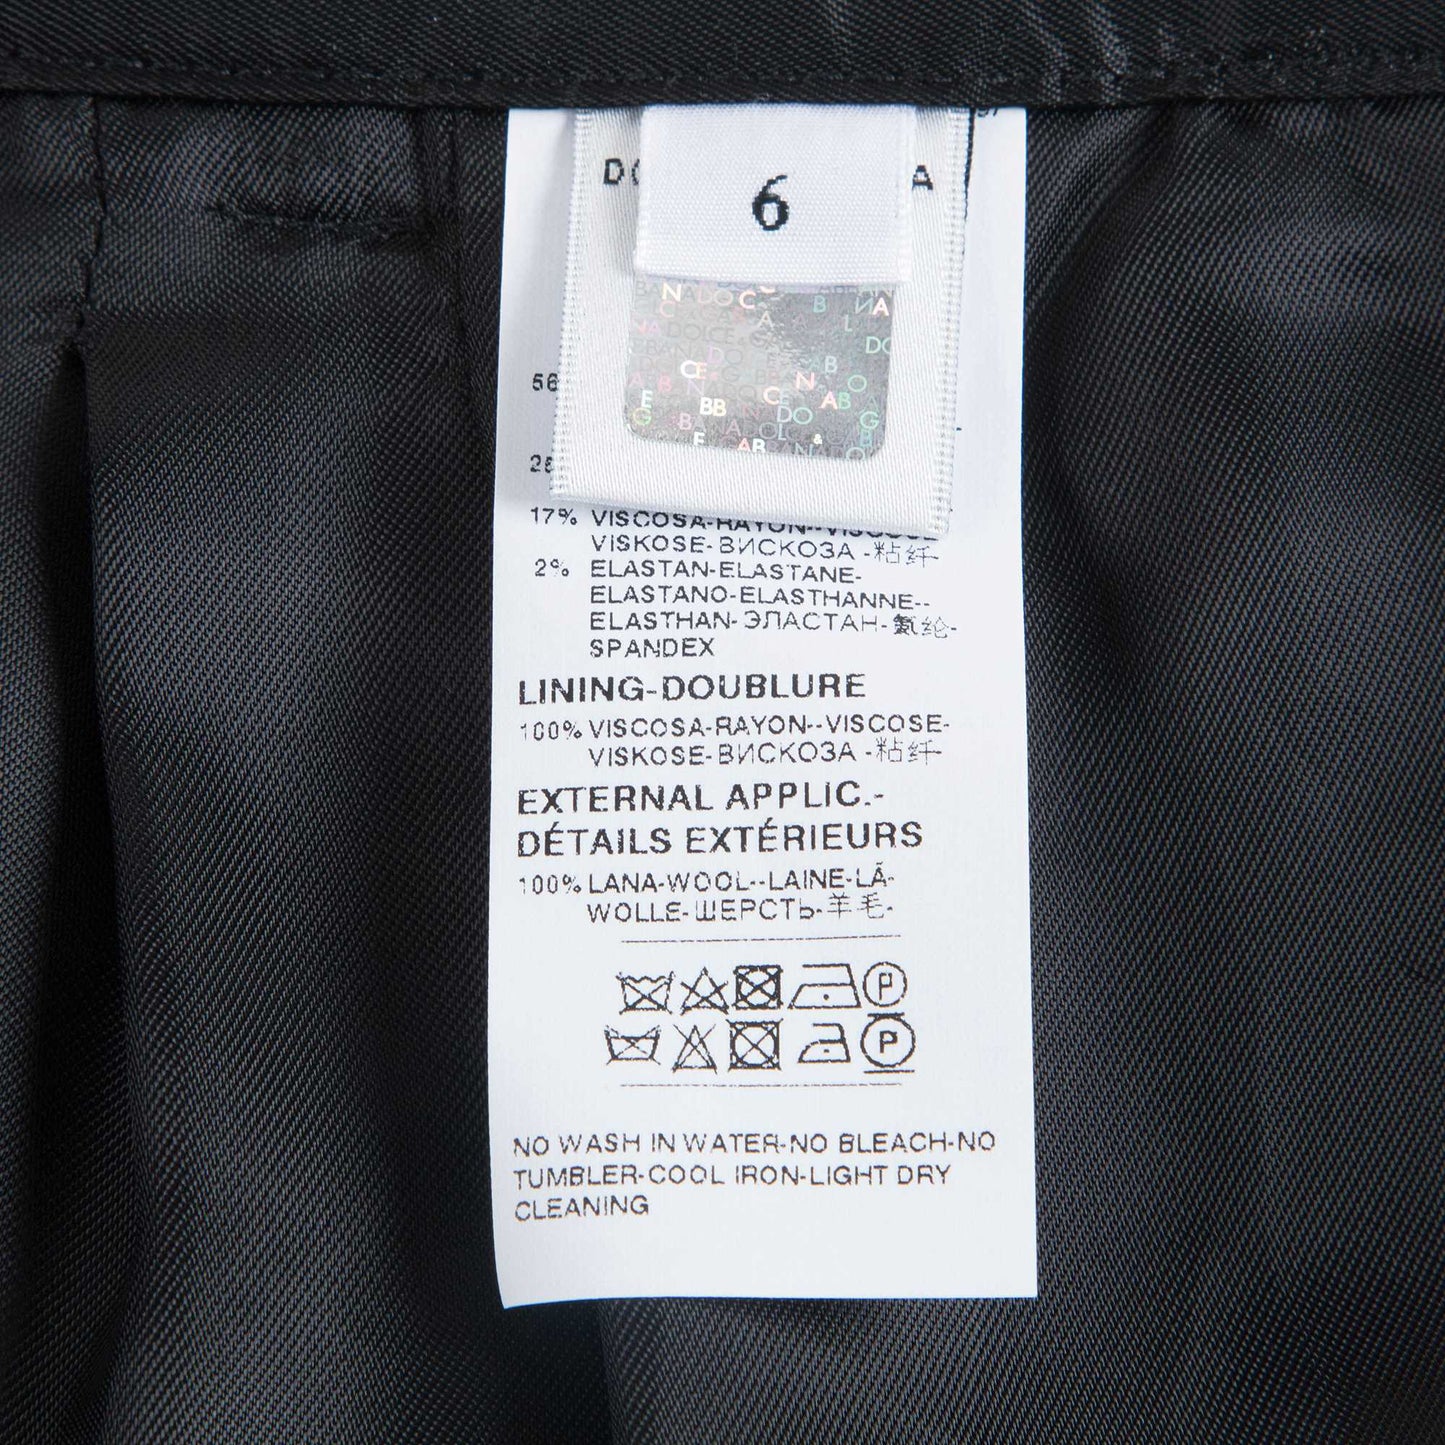 6
17% VISCOSA-RAYON--VISCOSE
VISKOSE-ВИСКОЗА -粘纤-
2% ELASTAN-ELASTANE-
ELASTANO-ELASTHANNE--
ELASTHAN-ЭЛАСТАН-氨纶-
SPANDEX
LINING-DOUBLURE
100% VISCOSA-RAYON--VISCOSE-
VISKOSE-ВИСКОЗА -粘纤-
EXTERNAL APPLIC.-
DÉTAILS EXTÉRIEURS
100% LANA-WOOL--LAINE-LÃ-
WOLLE-ШЕРСТЬ-羊毛-
P
P
NO WASH IN WATER-NO BLEACH-NO
TUMBLER-COOL IRON-LIGHT DRY
CLEANING